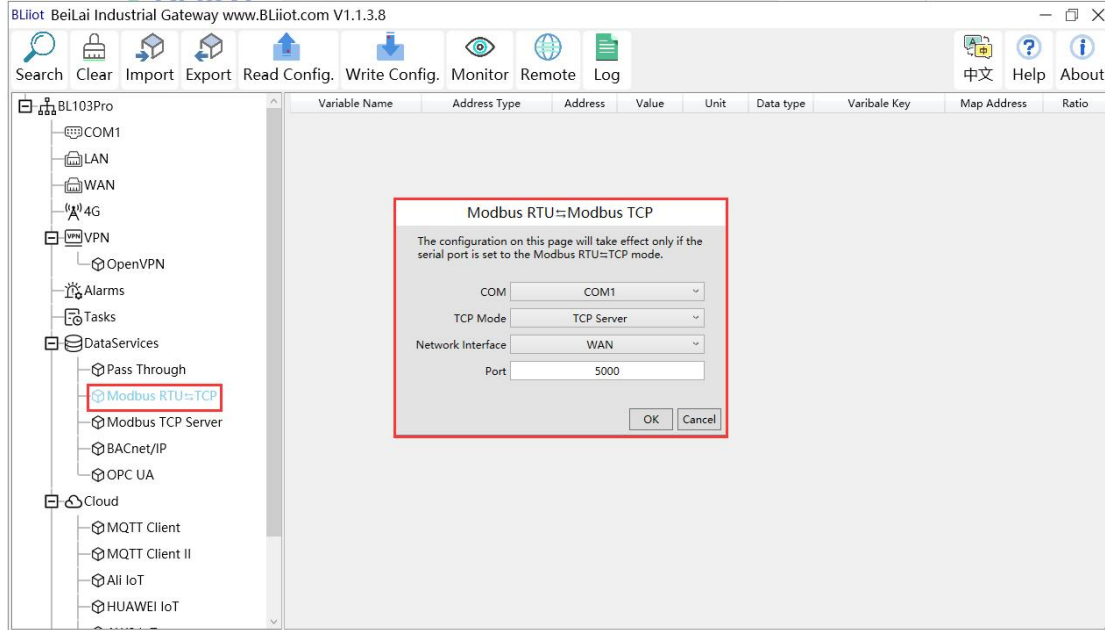 BLiiot BeiLai Industrial Gateway www.BLiiot.com V1.1.3.8
Search Clear Import Export Read Config. Write Config. Monitor Remote Log 中文 Help About
BL103Pro
COM1
LAN
WAN
4G
VPN VPN
OpenVPN
Alarms
Tasks
DataServices
Pass Through
Modbus RTU⇆TCP
Modbus TCP Server
BACnet/IP
OPC UA
Cloud
MQTT Client
MQTT Client II
Ali IoT
HUAWEI IoT
Variable Name Address Type Address Value Unit Data type Varibale Key Map Address Ratio
Modbus RTU⇆Modbus TCP
The configuration on this page will take effect only if the
serial port is set to the Modbus RTU⇆TCP mode.
COM COM1
TCP Mode TCP Server
Network Interface WAN
Port 5000
OK Cancel